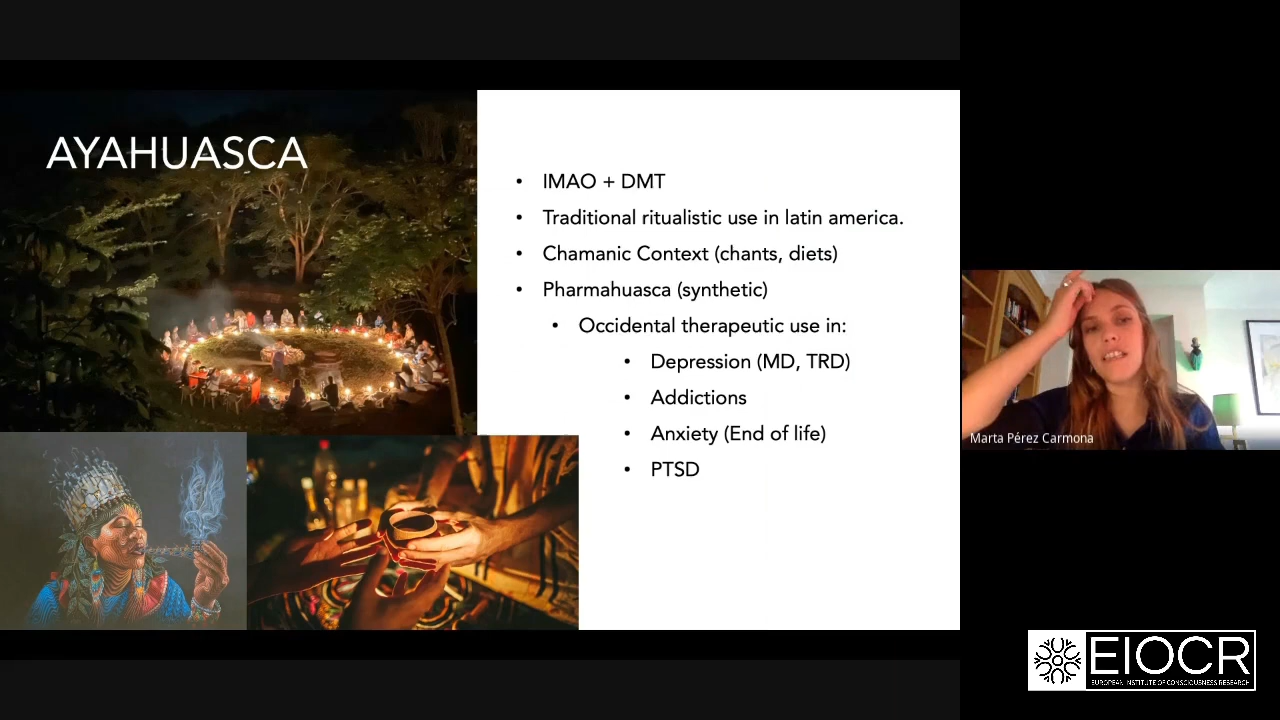 AYAHUASCA
• IMAO + DMT
• Traditional ritualistic use in latin america.
• Chamanic Context (chants, diets)
• Pharmahuasca (synthetic)
• Occidental therapeutic use in:
• Depression (MD, TRD)
• Addictions
• Anxiety (End of life)
• PTSD
Marta Pérez Carmona
EIOCR
EUROPEAN INSTITUTE OF CONSCIOUSNESS RESEARCH